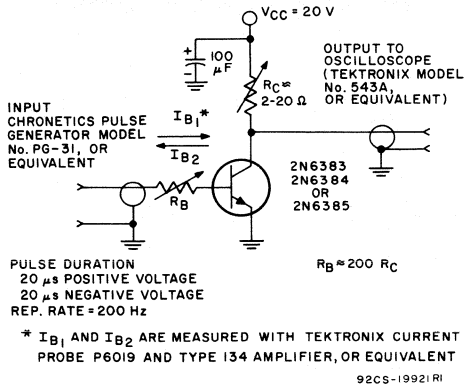 VCC = 20 V
+
100
μF
-
RC≈
2-20 Ω
OUTPUT TO
OSCILLOSCOPE
(TEKTRONIX MODEL
No. 543A,
OR EQUIVALENT)
INPUT
CHRONETICS PULSE
GENERATOR MODEL
No. PG-31, OR
EQUIVALENT
IB1*
IB2
RB
2N6383
2N6384
OR
2N6385
PULSE DURATION
20 μs POSITIVE VOLTAGE
20 μs NEGATIVE VOLTAGE
REP. RATE = 200 Hz
RB≈200 RC
* IB1 AND IB2 ARE MEASURED WITH TEKTRONIX CURRENT
PROBE P6019 AND TYPE 134 AMPLIFIER, OR EQUIVALENT
92CS-19921RI